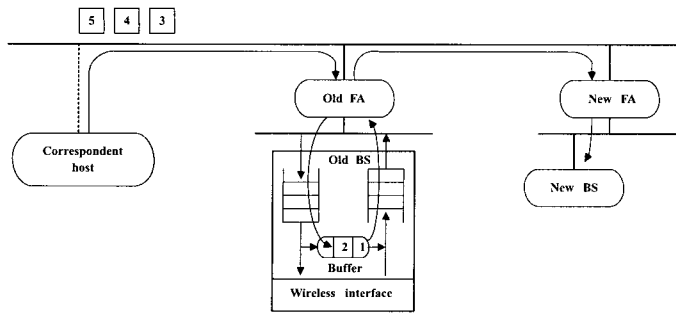 5 4 3
Old FA
New FA
Correspondent
host
Old BS
New BS
2 1
Buffer
Wireless interface